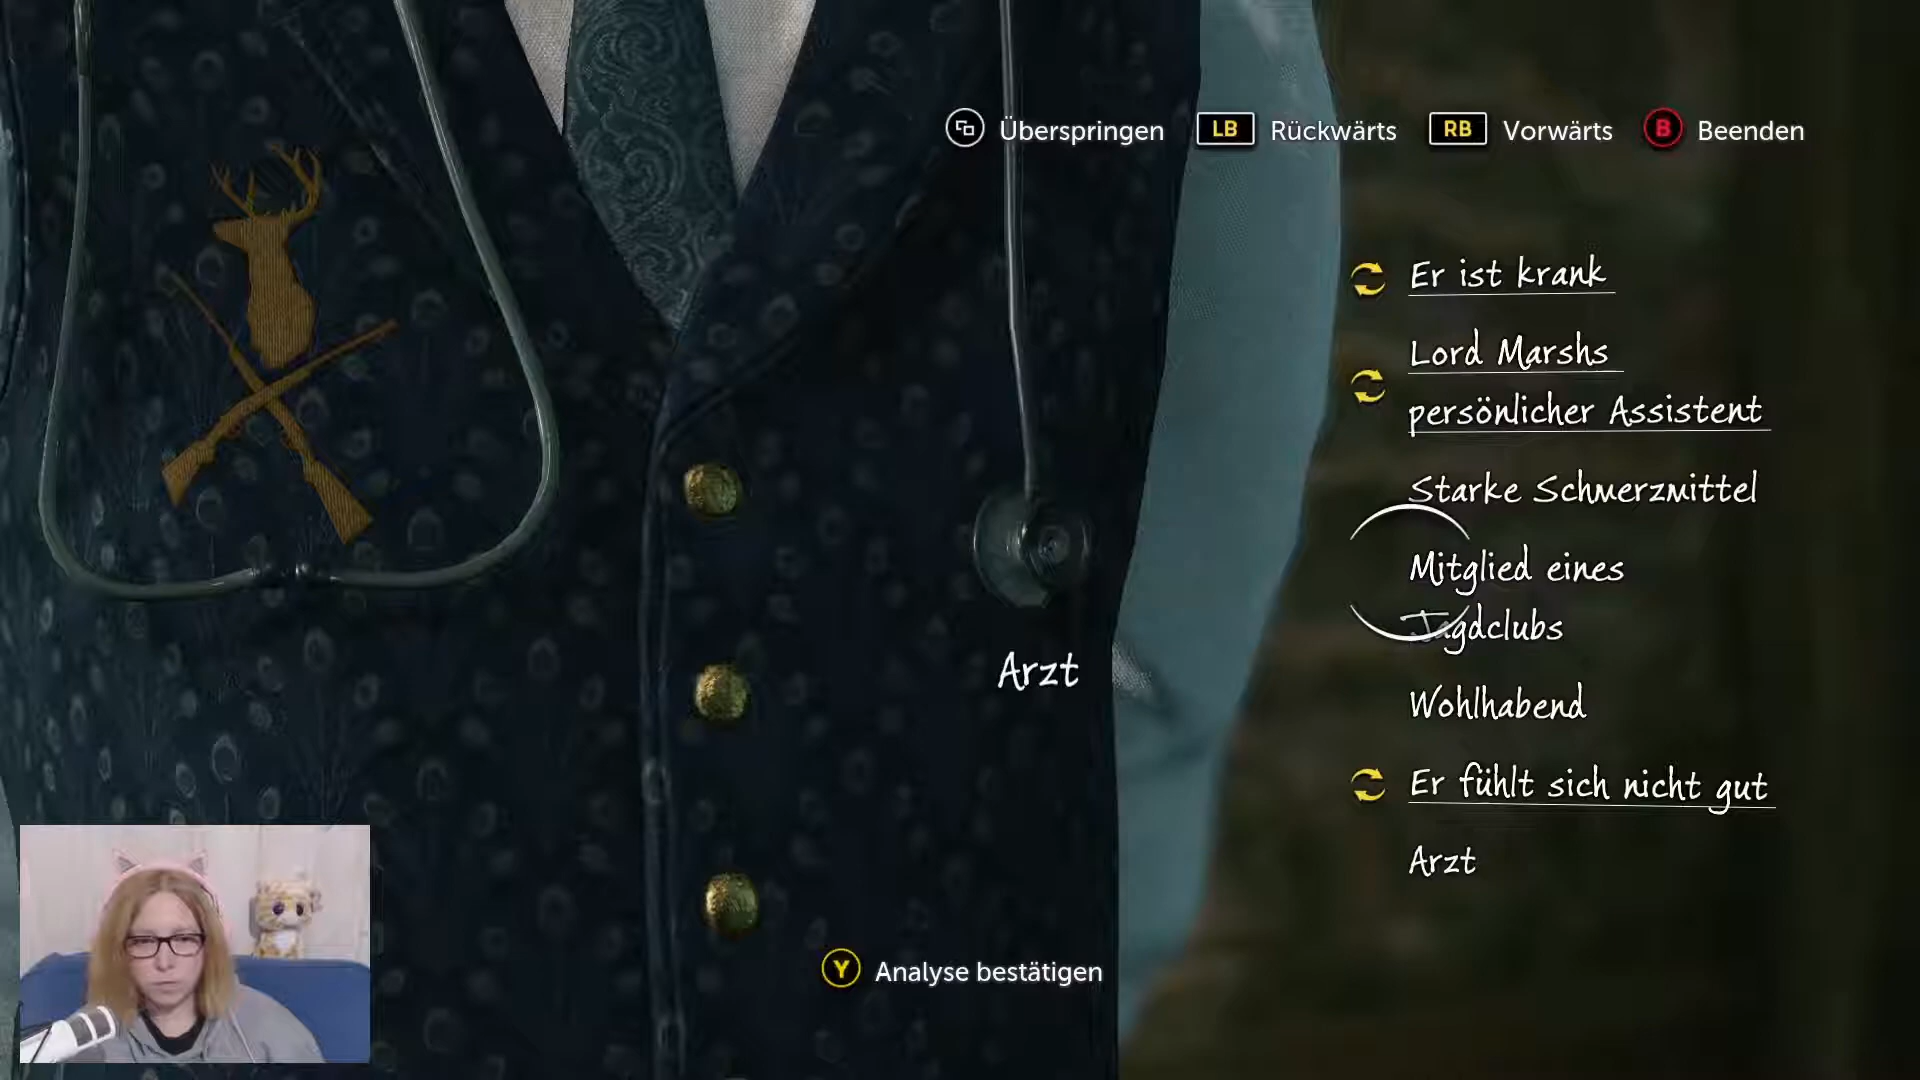 Überspringen LB Rückwärts RB Vorwärts B Beenden
Er ist krank
Lord Marshs
persönlicher Assistent
Starke Schmerzmittel
Mitglied eines
Jagdclubs
Wohlhabend
Er fühlt sich nicht gut
Arzt
Arzt
Y Analyse bestätigen